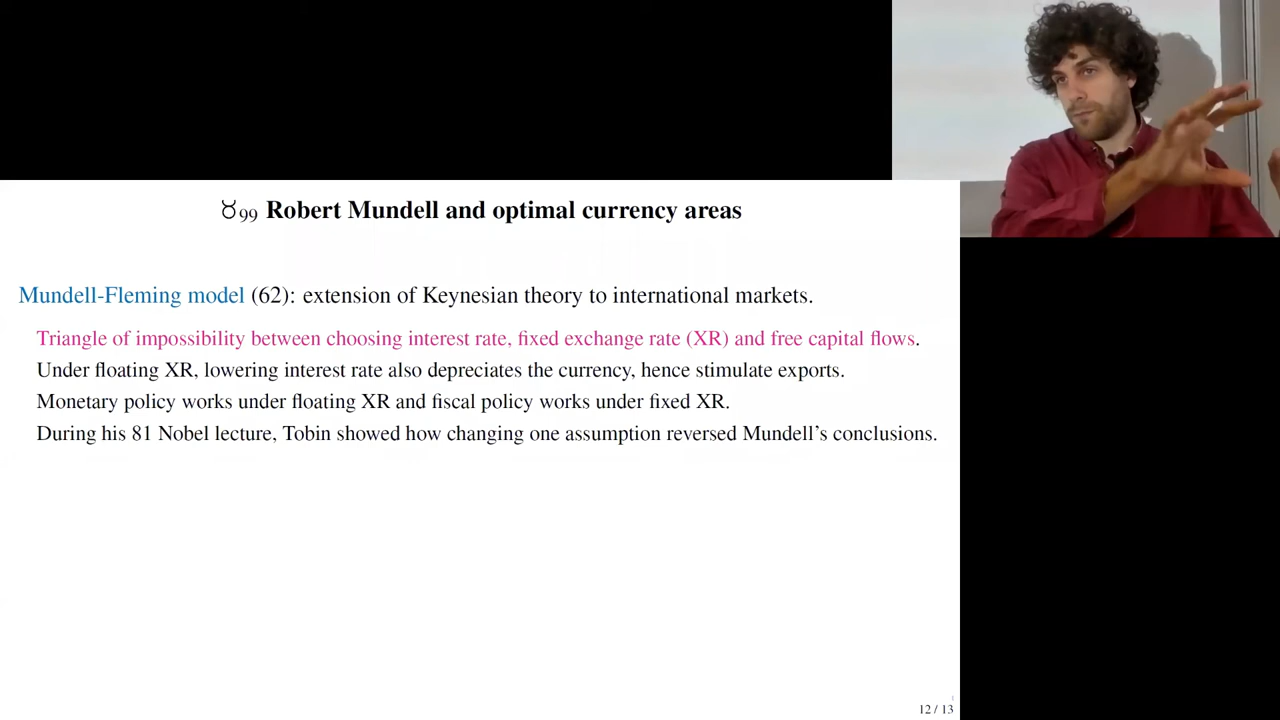 ♉99 Robert Mundell and optimal currency areas
Mundell-Fleming model (62): extension of Keynesian theory to international markets.
Triangle of impossibility between choosing interest rate, fixed exchange rate (XR) and free capital flows.
Under floating XR, lowering interest rate also depreciates the currency, hence stimulate exports.
Monetary policy works under floating XR and fiscal policy works under fixed XR.
During his 81 Nobel lecture, Tobin showed how changing one assumption reversed Mundell’s conclusions.
12 / 13